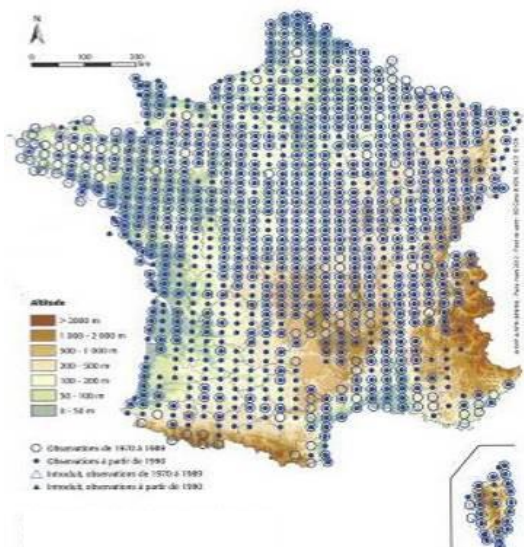 N
0 100 200
km
Altitude
> 2000 m
1 000 - 2 000 m
500 - 1 000 m
200 - 500 m
100 - 200 m
50 - 100 m
0 - 50 m
Observations de 1970 à 1989
Observations à partir de 1990
Introduit, observations de 1970 à 1989
Introduit, observations à partir de 1990